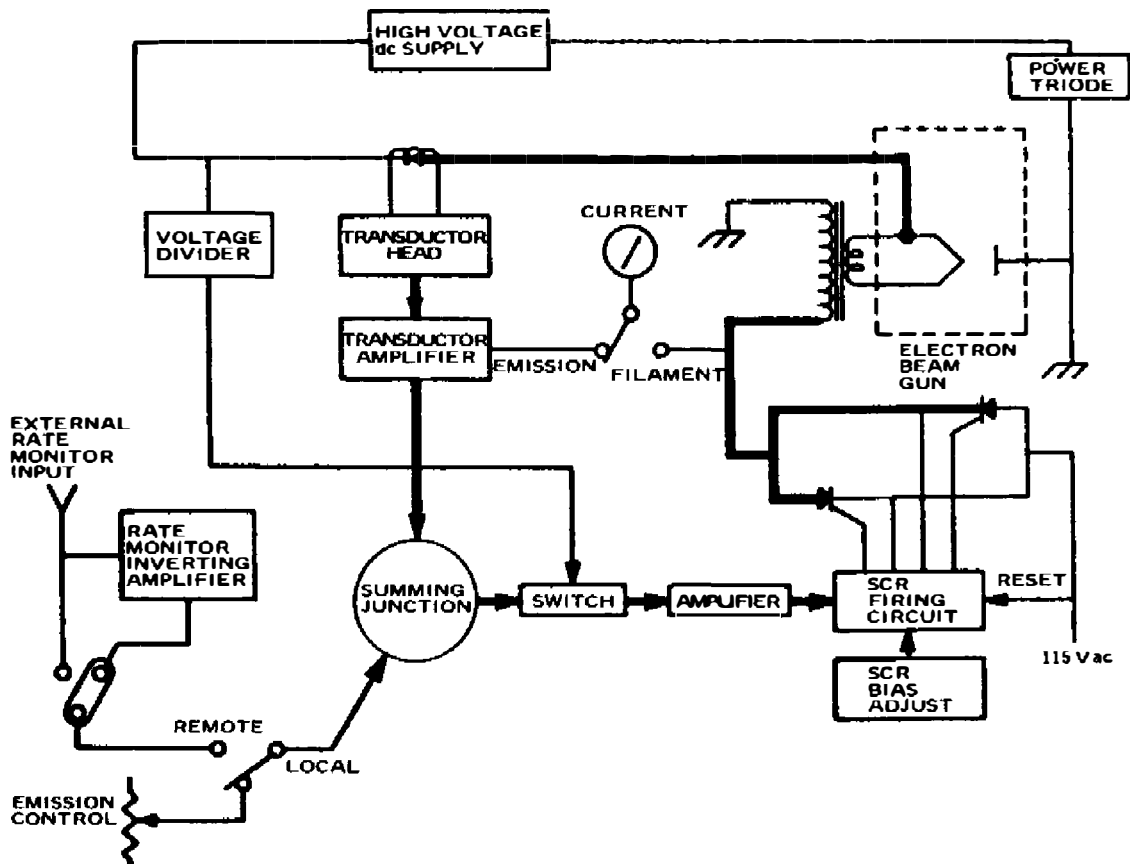 HIGH VOLTAGE
dc SUPPLY
POWER
TRIODE
VOLTAGE
DIVIDER
TRANSDUCTOR
HEAD
CURRENT
TRANSDUCTOR
AMPLIFIER
EMISSION
FILAMENT
ELECTRON
BEAM
GUN
EXTERNAL
RATE
MONITOR
INPUT
RATE
MONITOR
INVERTING
AMPLIFIER
SUMMING
JUNCTION
SWITCH
AMPLIFIER
SCR
FIRING
CIRCUIT
RESET
115 Vac
SCR
BIAS
ADJUST
REMOTE
LOCAL
EMISSION
CONTROL